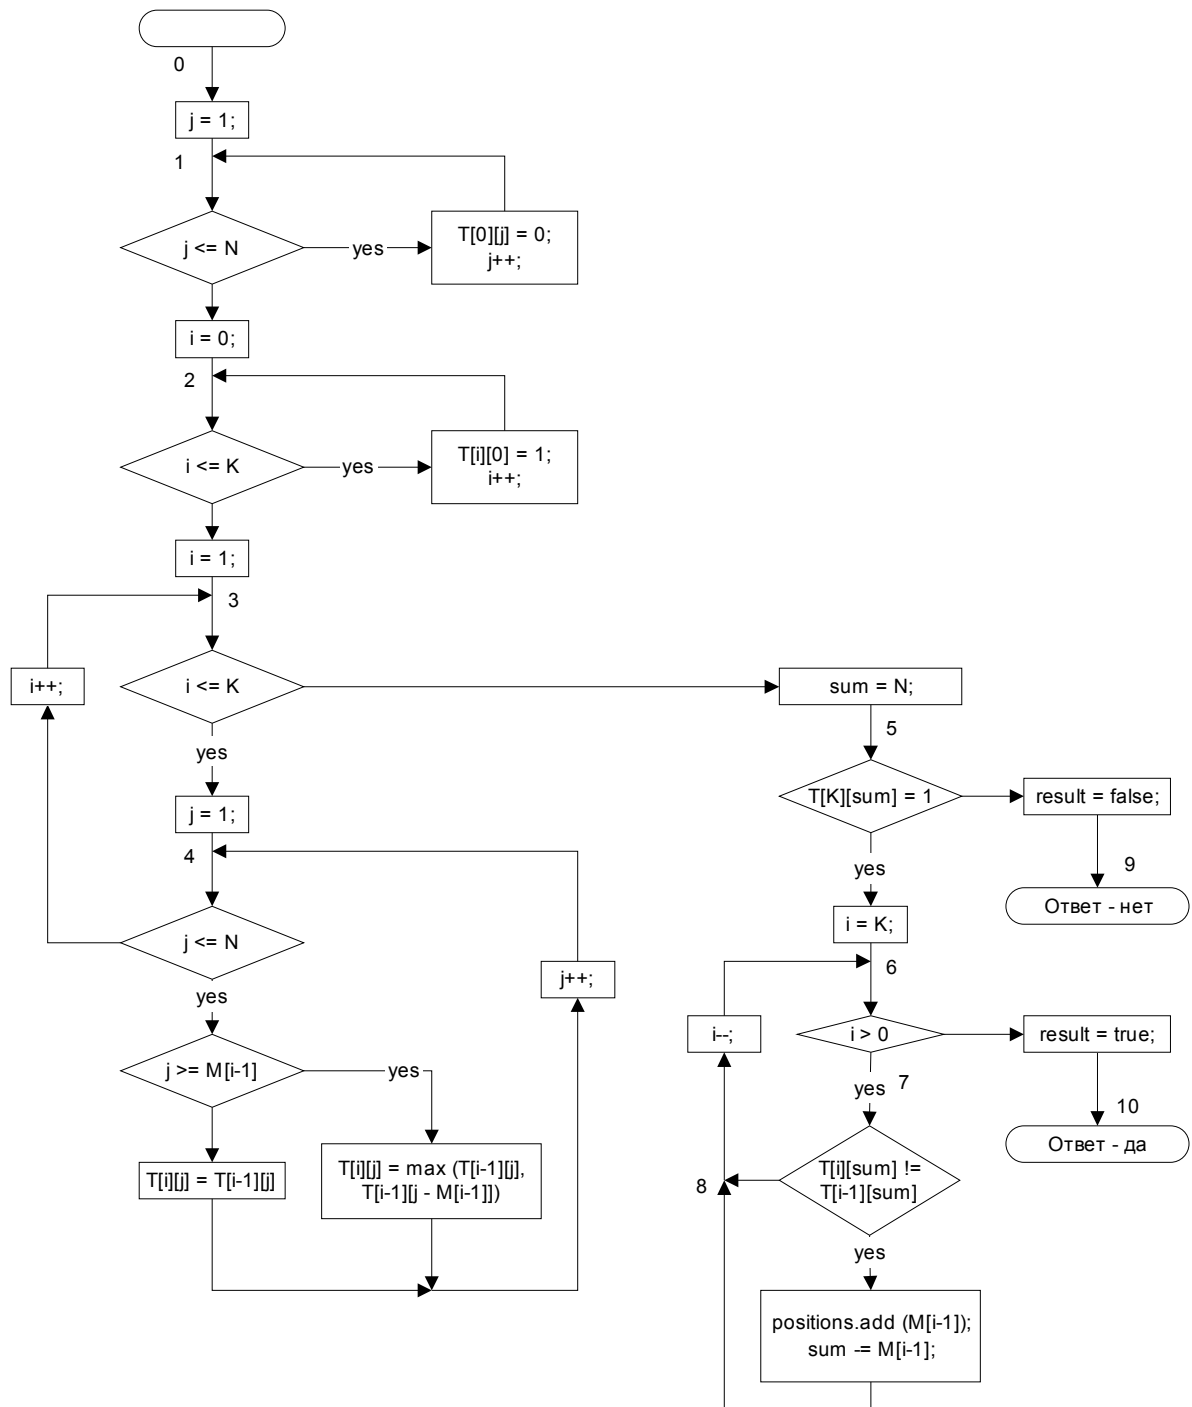 0
j = 1;
1
j <= N
yes
T[0][j] = 0;
j++;
i = 0;
2
i <= K
yes
T[i][0] = 1;
i++;
i = 1;
3
i++;
i <= K
sum = N;
yes
5
j = 1;
T[K][sum] = 1
result = false;
4
yes
9
j <= N
i = K;
Ответ - нет
yes
j++;
6
j >= M[i-1]
yes
i--;
i > 0
result = true;
yes
7
10
T[i][j] = T[i-1][j]
T[i][j] = max (T[i-1][j],
T[i-1][j - M[i-1]])
8
T[i][sum] !=
T[i-1][sum]
Ответ - да
yes
positions.add (M[i-1]);
sum -= M[i-1];